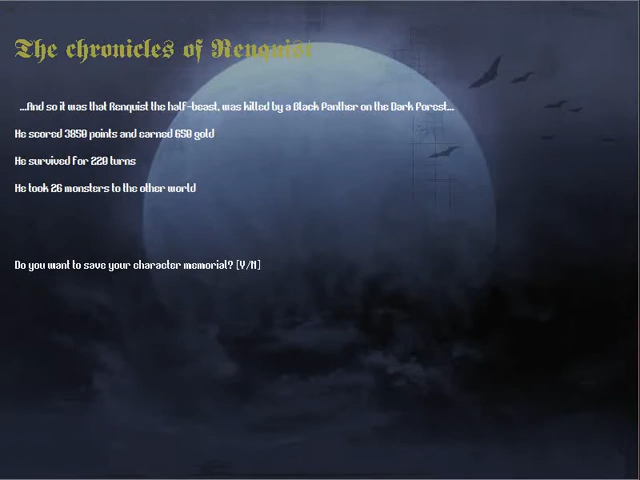 The chronicles of Renquist
...And so it was that Renquist the half-beast, was killed by a Black Panther on the Dark Forest...
He scored 3850 points and earned 650 gold
He survived for 220 turns
He took 26 monsters to the other world
Do you want to save your character memorial? [Y/N]